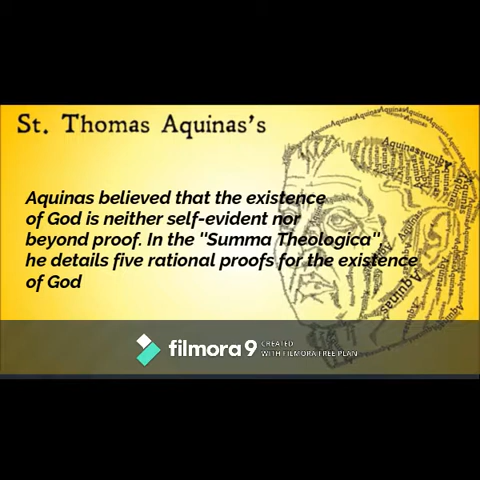 St. Thomas Aquinas's
Aquinas believed that the existence
of God is neither self-evident nor
beyond proof. In the "Summa Theologica"
he details five rational proofs for the existence
of God
filmora9 CREATED
WITH FILMORA FREE PLAN